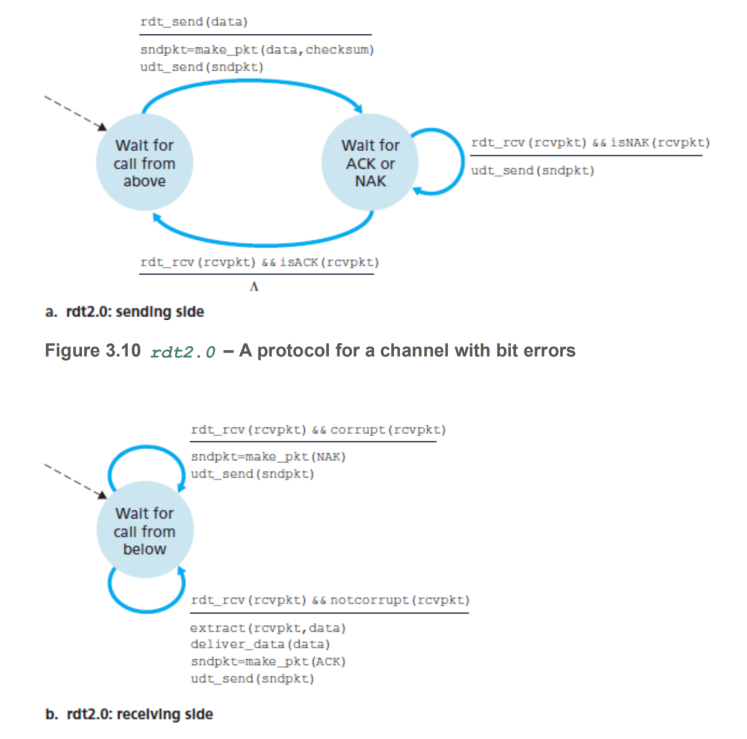 rdt_send(data)
sndpkt=make_pkt(data,checksum)
udt_send(sndpkt)
Wait for
call from
above
Wait for
ACK or
NAK
rdt_rcv(rcvpkt) && isNAK(rcvpkt)
udt_send(sndpkt)
rdt_rcv(rcvpkt) && isACK(rcvpkt)
Λ
a. rdt2.0: sending side
Figure 3.10 rdt2.0 – A protocol for a channel with bit errors
rdt_rcv(rcvpkt) && corrupt(rcvpkt)
sndpkt=make_pkt(NAK)
udt_send(sndpkt)
Wait for
call from
below
rdt_rcv(rcvpkt) && notcorrupt(rcvpkt)
extract(rcvpkt,data)
deliver_data(data)
sndpkt=make_pkt(ACK)
udt_send(sndpkt)
b. rdt2.0: receiving side